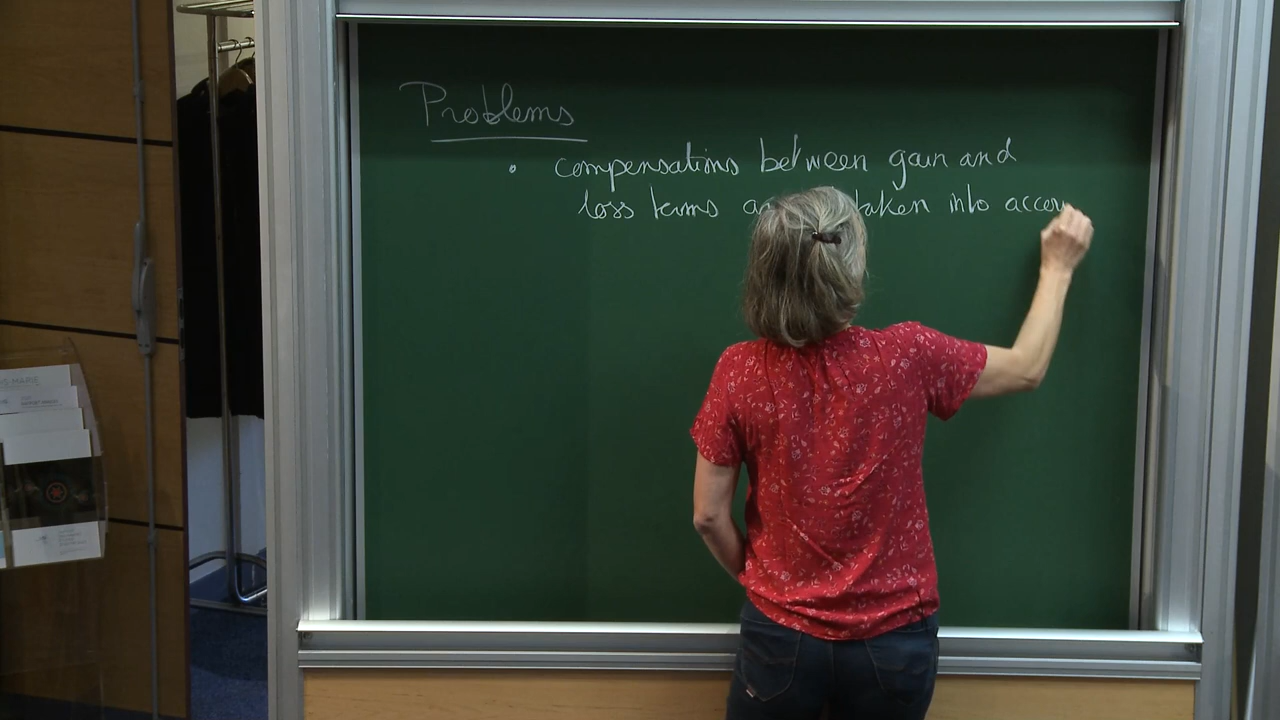 Problems
• compensations between gain and
loss terms taken into accou